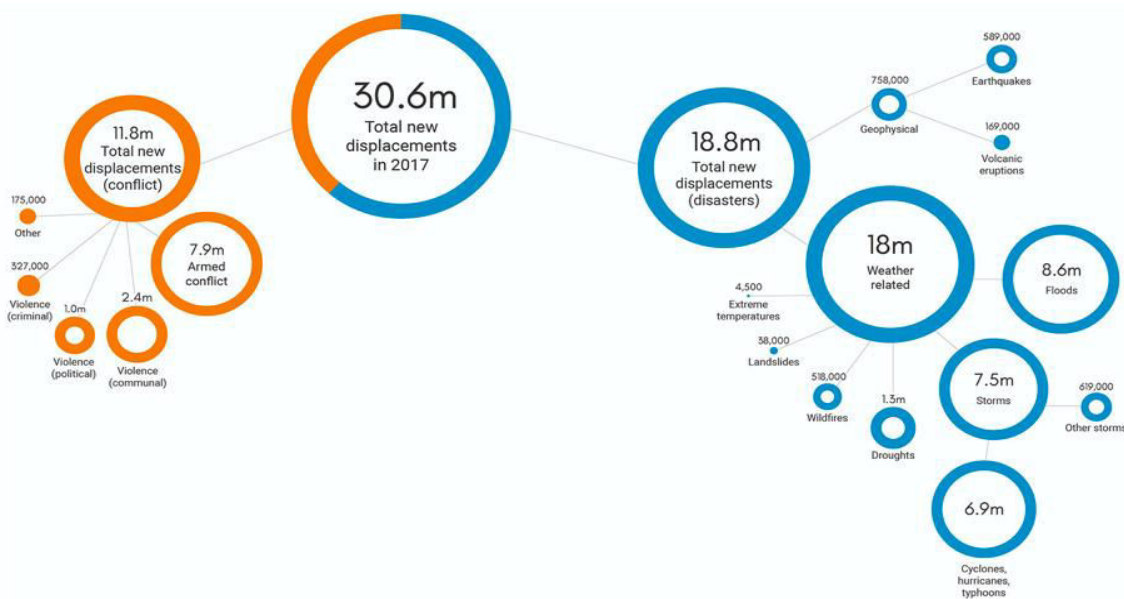 30.6m
Total new
displacements
in 2017
11.8m
Total new
displacements
(conflict)
175,000
Other
327,000
Violence
(criminal)
1.0m
Violence
(political)
2.4m
Violence
(communal)
7.9m
Armed
conflict
18.8m
Total new
displacements
(disasters)
758,000
Geophysical
589,000
Earthquakes
169,000
Volcanic
eruptions
18m
Weather
related
4,500
Extreme
temperatures
38,000
Landslides
518,000
Wildfires
1.3m
Droughts
8.6m
Floods
7.5m
Storms
619,000
Other storms
6.9m
Cyclones,
hurricanes,
typhoons